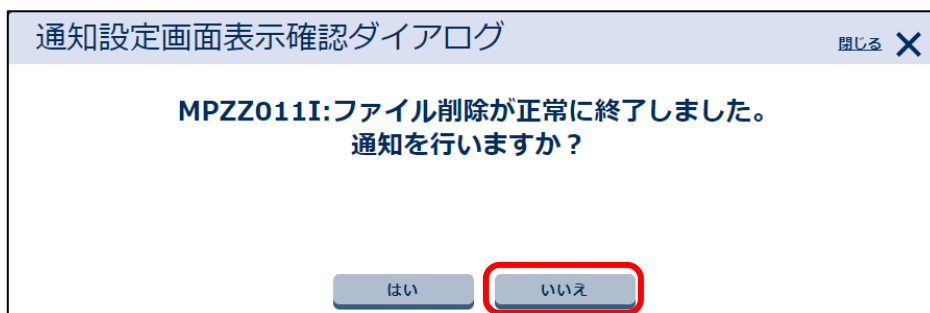 通知設定画面表示確認ダイアログ
閉じる
MPZZ011I:ファイル削除が正常に終了しました。
通知を行いますか？
はい
いいえ